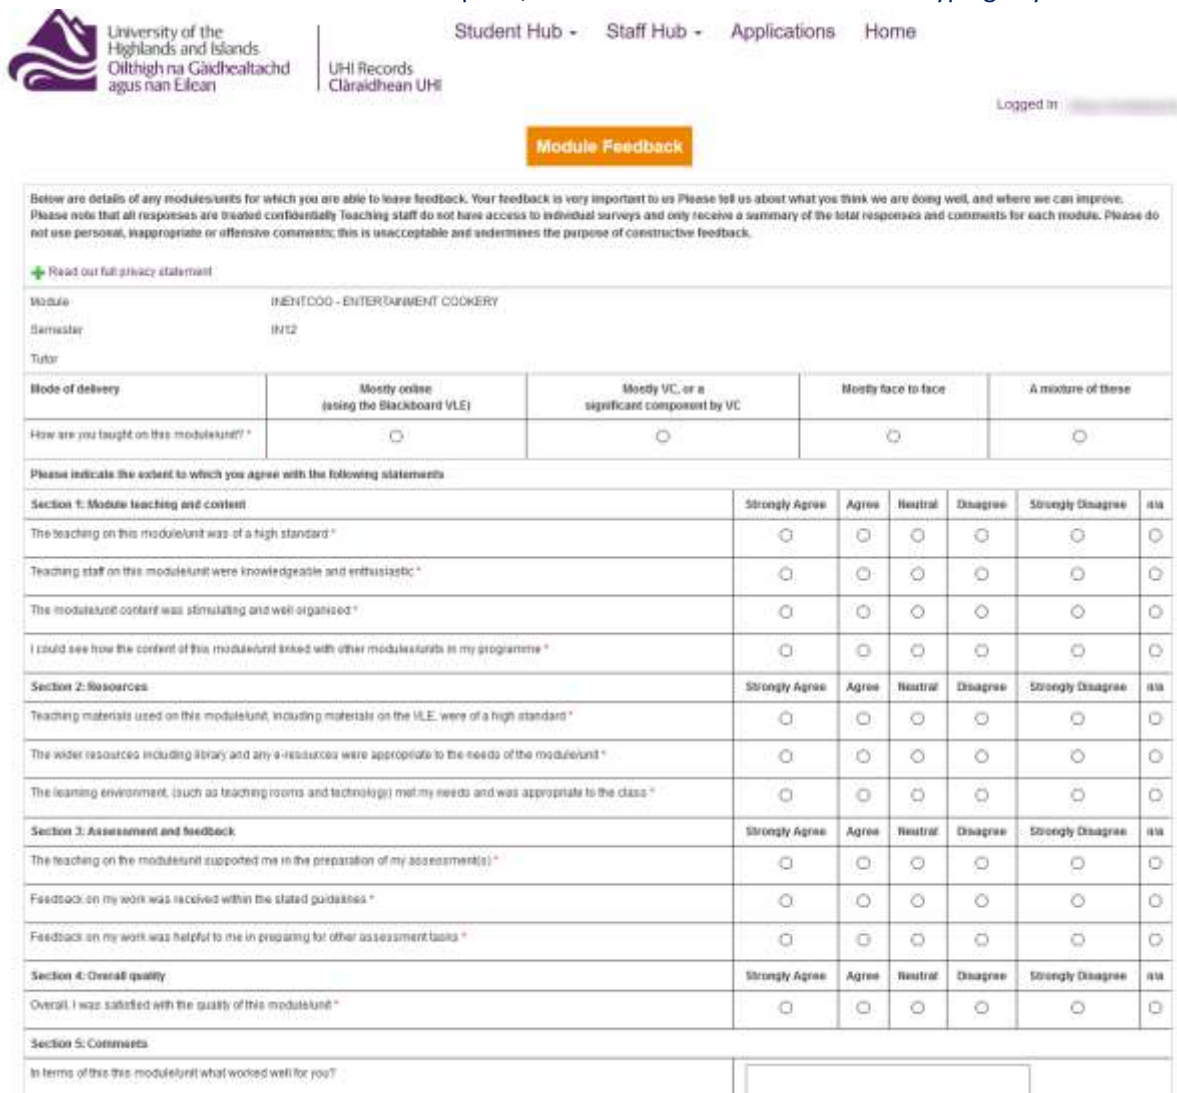 University of the
Highlands and Islands
Oilthigh na Gàidhealtachd
agus nan Eilean
UHI Records
Clàraidhean UHI
Student Hub Staff Hub Applications Home
Logged In
Module Feedback
Below are details of any modules/units for which you are able to leave feedback. Your feedback is very important to us Please tell us about what you think we are doing well, and where we can improve.
Please note that all responses are treated confidentially Teaching staff do not have access to individual surveys and only receive a summary of the total responses and comments for each module. Please do
not use personal, inappropriate or offensive comments; this is unacceptable and undermines the purpose of constructive feedback.
Read our full privacy statement
Module INENTCOO - ENTERTAINMENT COOKERY
Semester IN12
Tutor
Mode of delivery Mostly online (using the Blackboard VLE) Mostly VC, or a significant component by VC Mostly face to face A mixture of these
How are you taught on this module/unit? *
Please indicate the extent to which you agree with the following statements
Section 1: Module teaching and content Strongly Agree Agree Neutral Disagree Strongly Disagree n/a
The teaching on this module/unit was of a high standard *
Teaching staff on this module/unit were knowledgeable and enthusiastic *
The module/unit content was stimulating and well organised *
I could see how the content of this module/unit linked with other modules/units in my programme *
Section 2: Resources Strongly Agree Agree Neutral Disagree Strongly Disagree n/a
Teaching materials used on this module/unit, including materials on the VLE, were of a high standard *
The wider resources including library and any e-resources were appropriate to the needs of the module/unit *
The learning environment, (such as teaching rooms and technology) met my needs and was appropriate to the class *
Section 3: Assessment and feedback Strongly Agree Agree Neutral Disagree Strongly Disagree n/a
The teaching on the module/unit supported me in the preparation of my assessment(s) *
Feedback on my work was received within the stated guidelines *
Feedback on my work was helpful to me in preparing for other assessment tasks *
Section 4: Overall quality Strongly Agree Agree Neutral Disagree Strongly Disagree n/a
Overall, I was satisfied with the quality of this module/unit *
Section 5: Comments
In terms of this this module/unit what worked well for you?